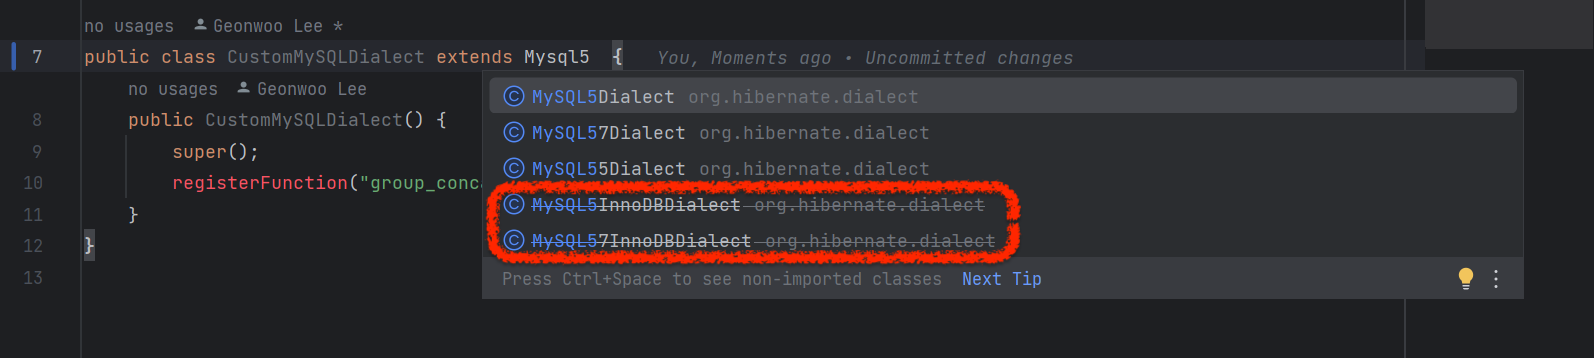 no usages Geonwoo Lee *
7 public class CustomMySQLDialect extends Mysql5 { You, Moments ago • Uncommitted changes
no usages Geonwoo Lee
8 public CustomMySQLDialect() {
9 super();
10 registerFunction("group_conc
11 }
12 }
13
MySQL5Dialect org.hibernate.dialect
MySQL57Dialect org.hibernate.dialect
MySQL55Dialect org.hibernate.dialect
MySQL5InnoDBDialect org.hibernate.dialect
MySQL57InnoDBDialect org.hibernate.dialect
Press Ctrl+Space to see non-imported classes Next Tip